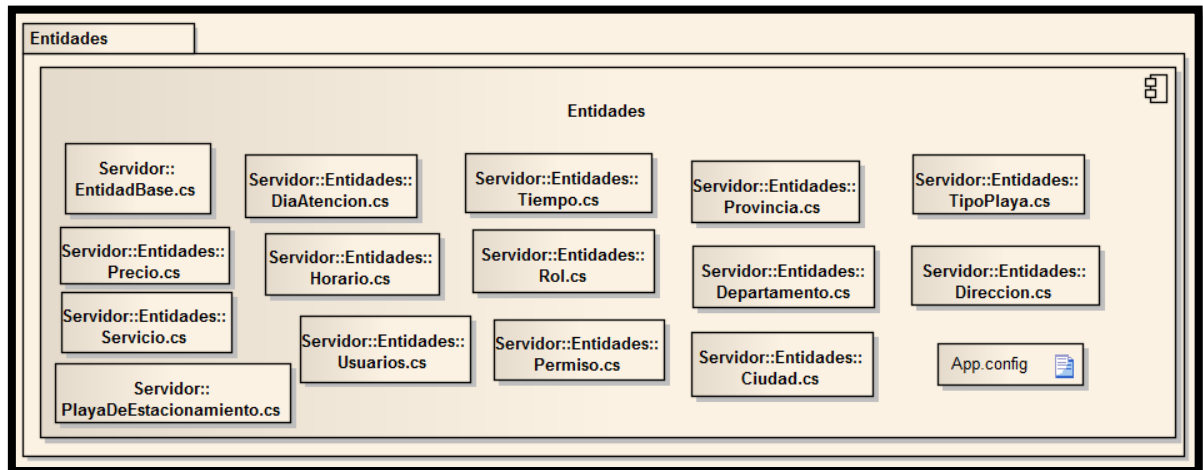 Entidades
Entidades
Servidor::
EntidadBase.cs
Servidor::Entidades::
DiaAtencion.cs
Servidor::Entidades::
Tiempo.cs
Servidor::Entidades::
Provincia.cs
Servidor::Entidades::
TipoPlaya.cs
Servidor::Entidades::
Precio.cs
Servidor::Entidades::
Horario.cs
Servidor::Entidades::
Rol.cs
Servidor::Entidades::
Departamento.cs
Servidor::Entidades::
Direccion.cs
Servidor::Entidades::
Servicio.cs
Servidor::Entidades::
Usuarios.cs
Servidor::Entidades::
Permiso.cs
Servidor::Entidades::
Ciudad.cs
App.config
Servidor::
PlayaDeEstacionamiento.cs